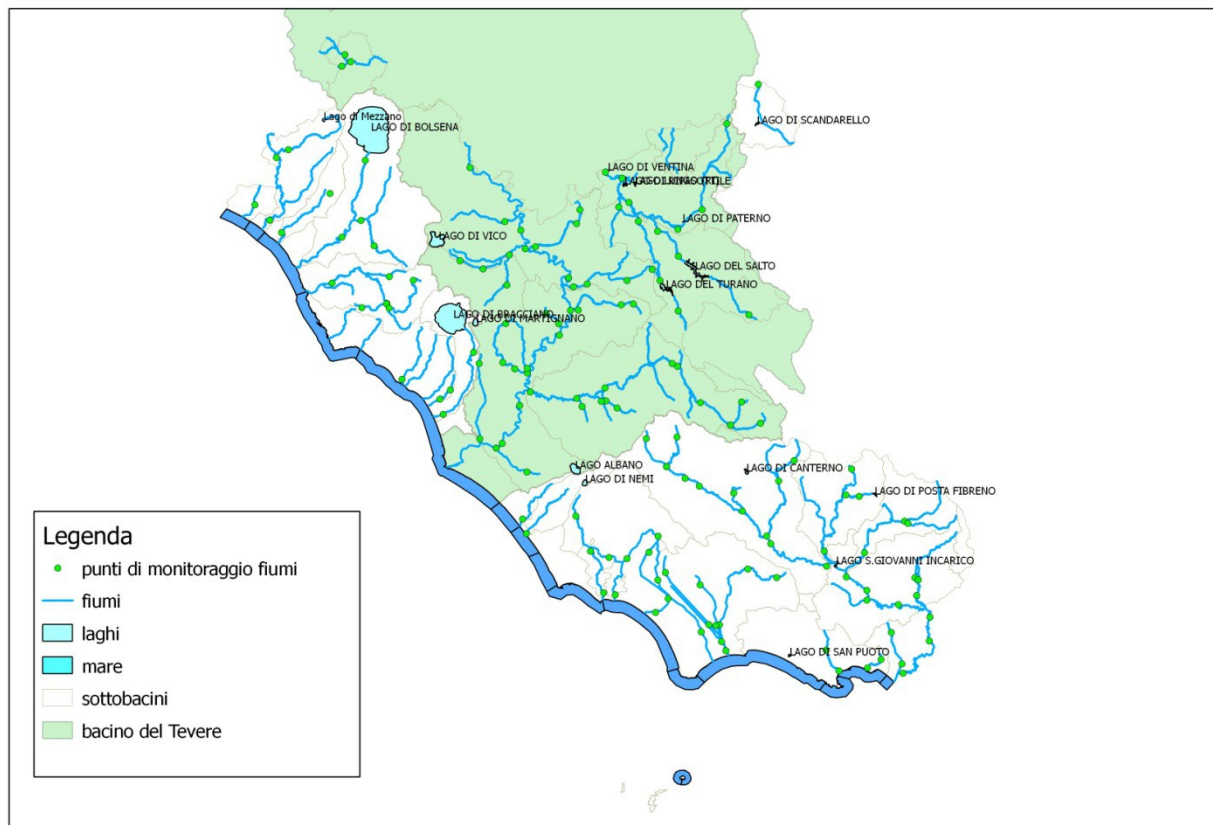 Lago di Mezzano
LAGO DI BOLSENA
LAGO DI SCANDARELLO
LAGO DI VENTINA
LAGO DI PATERNO
LAGO DI VICO
LAGO DEL SALTO
LAGO DEL TURANO
LAGO DI BRACCIANO
LAGO DI MARTIGNANO
LAGO ALBANO
LAGO DI NEMI
LAGO DI CANTERNO
LAGO DI POSTA FIBRENO
LAGO S.GIOVANNI INCARICO
LAGO DI SAN PUOTO
Legenda
punti di monitoraggio fiumi
fiumi
laghi
mare
sottobacini
bacino del Tevere